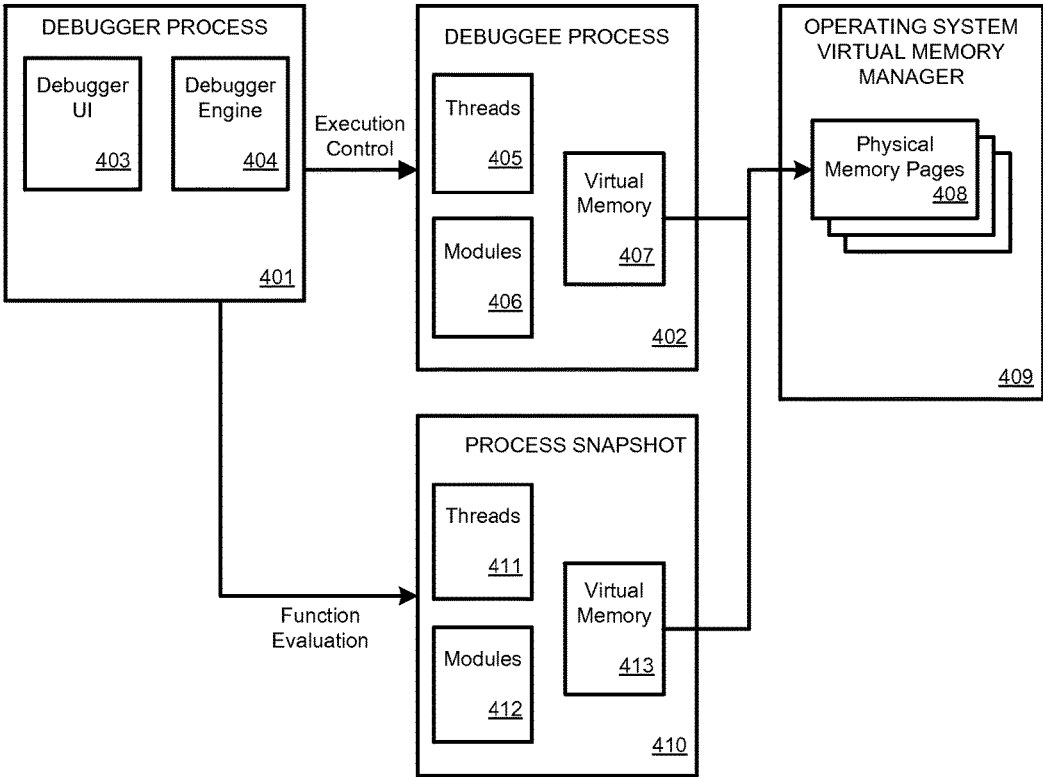 DEBUGGER PROCESS
Debugger
UI
403
Debugger
Engine
404
401
Execution
Control
DEBUGGEE PROCESS
Threads
405
Modules
406
Virtual
Memory
407
402
OPERATING SYSTEM
VIRTUAL MEMORY
MANAGER
Physical
Memory Pages
408
409
Function
Evaluation
PROCESS SNAPSHOT
Threads
411
Modules
412
Virtual
Memory
413
410